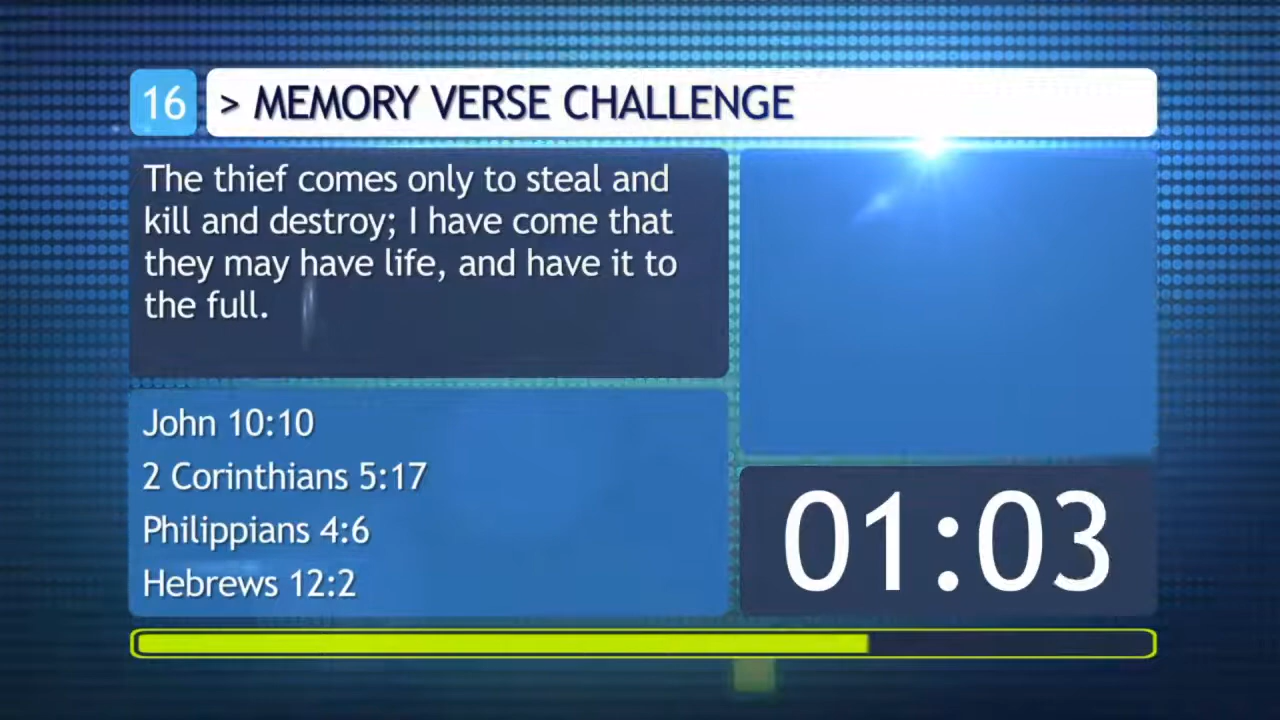 16 > MEMORY VERSE CHALLENGE
The thief comes only to steal and
kill and destroy; I have come that
they may have life, and have it to
the full.
John 10:10
2 Corinthians 5:17
Philippians 4:6
Hebrews 12:2
01:03